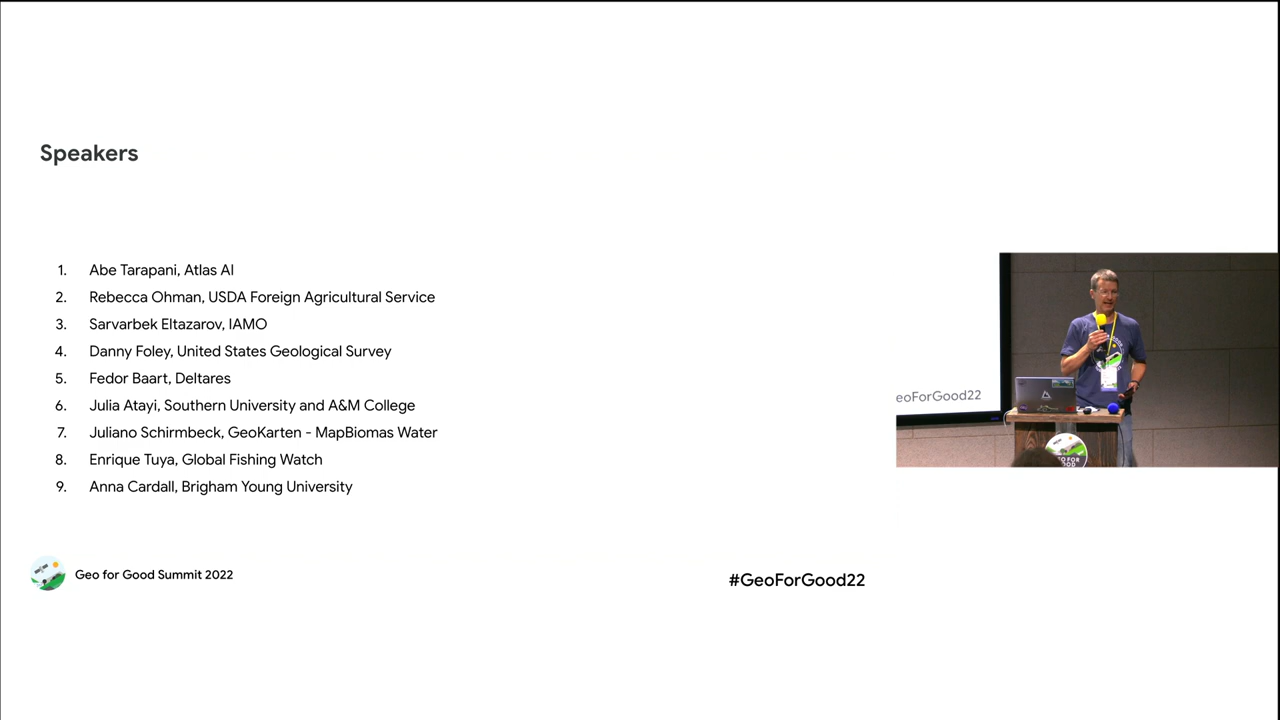 Speakers
1. Abe Tarapani, Atlas AI
2. Rebecca Ohman, USDA Foreign Agricultural Service
3. Sarvarbek Eltazarov, IAMO
4. Danny Foley, United States Geological Survey
5. Fedor Baart, Deltares
6. Julia Atayi, Southern University and A&M College
7. Juliano Schirmbeck, GeoKarten - MapBiomas Water
8. Enrique Tuya, Global Fishing Watch
9. Anna Cardall, Brigham Young University
eoForGood22
Geo for Good Summit 2022
#GeoForGood22